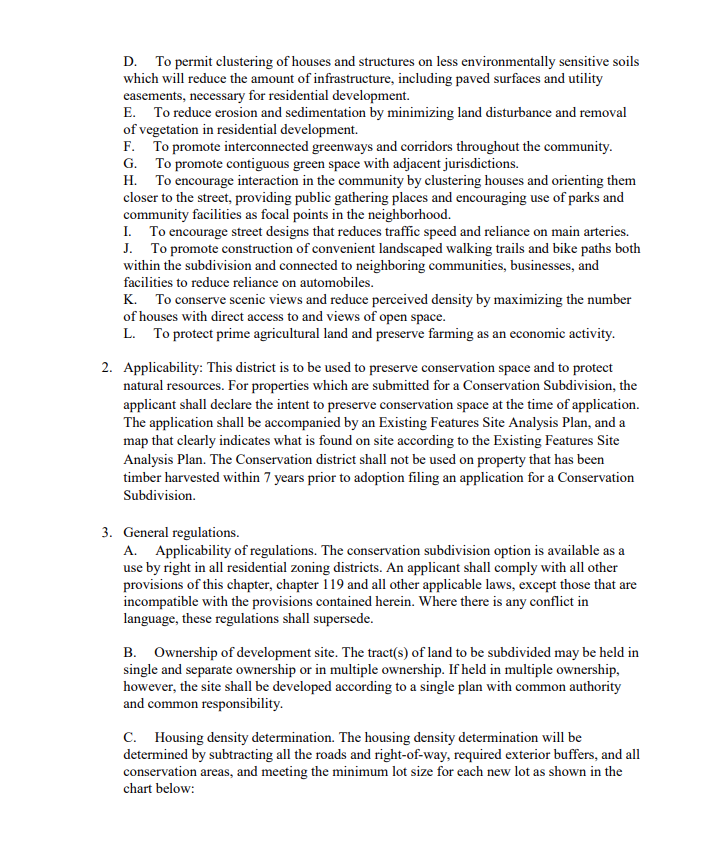 D. To permit clustering of houses and structures on less environmentally sensitive soils
which will reduce the amount of infrastructure, including paved surfaces and utility
easements, necessary for residential development.
E. To reduce erosion and sedimentation by minimizing land disturbance and removal
of vegetation in residential development.
F. To promote interconnected greenways and corridors throughout the community.
G. To promote contiguous green space with adjacent jurisdictions.
H. To encourage interaction in the community by clustering houses and orienting them
closer to the street, providing public gathering places and encouraging use of parks and
community facilities as focal points in the neighborhood.
I. To encourage street designs that reduces traffic speed and reliance on main arteries.
J. To promote construction of convenient landscaped walking trails and bike paths both
within the subdivision and connected to neighboring communities, businesses, and
facilities to reduce reliance on automobiles.
K. To conserve scenic views and reduce perceived density by maximizing the number
of houses with direct access to and views of open space.
L. To protect prime agricultural land and preserve farming as an economic activity.
2. Applicability: This district is to be used to preserve conservation space and to protect
natural resources. For properties which are submitted for a Conservation Subdivision, the
applicant shall declare the intent to preserve conservation space at the time of application.
The application shall be accompanied by an Existing Features Site Analysis Plan, and a
map that clearly indicates what is found on site according to the Existing Features Site
Analysis Plan. The Conservation district shall not be used on property that has been
timber harvested within 7 years prior to adoption filing an application for a Conservation
Subdivision.
3. General regulations.
A. Applicability of regulations. The conservation subdivision option is available as a
use by right in all residential zoning districts. An applicant shall comply with all other
provisions of this chapter, chapter 119 and all other applicable laws, except those that are
incompatible with the provisions contained herein. Where there is any conflict in
language, these regulations shall supersede.
B. Ownership of development site. The tract(s) of land to be subdivided may be held in
single and separate ownership or in multiple ownership. If held in multiple ownership,
however, the site shall be developed according to a single plan with common authority
and common responsibility.
C. Housing density determination. The housing density determination will be
determined by subtracting all the roads and right-of-way, required exterior buffers, and all
conservation areas, and meeting the minimum lot size for each new lot as shown in the
chart below: